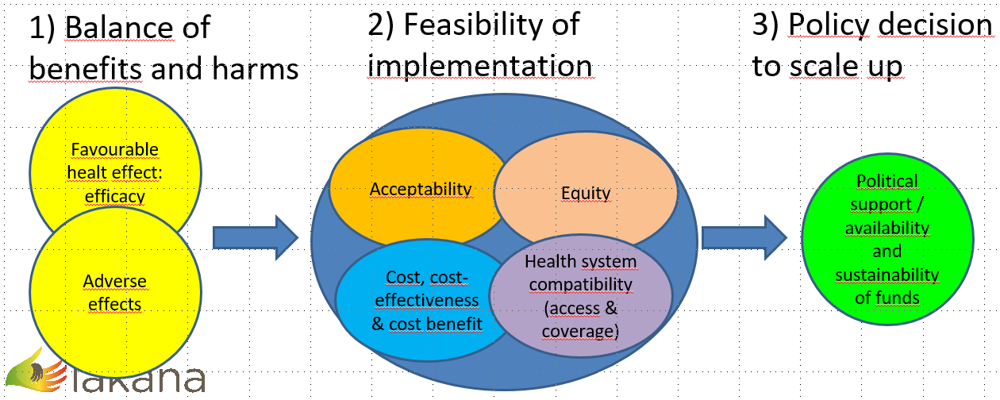 1) Balance of
benefits and harms
2) Feasibility of
implementation
3) Policy decision
to scale up
Favourable
healt effect:
efficacy
Adverse
effects
Acceptability
Equity
Cost, cost-
effectiveness
& cost benefit
Health system
compatibility
(access &
coverage)
Political
support /
availability
and
sustainability
of funds
lakana